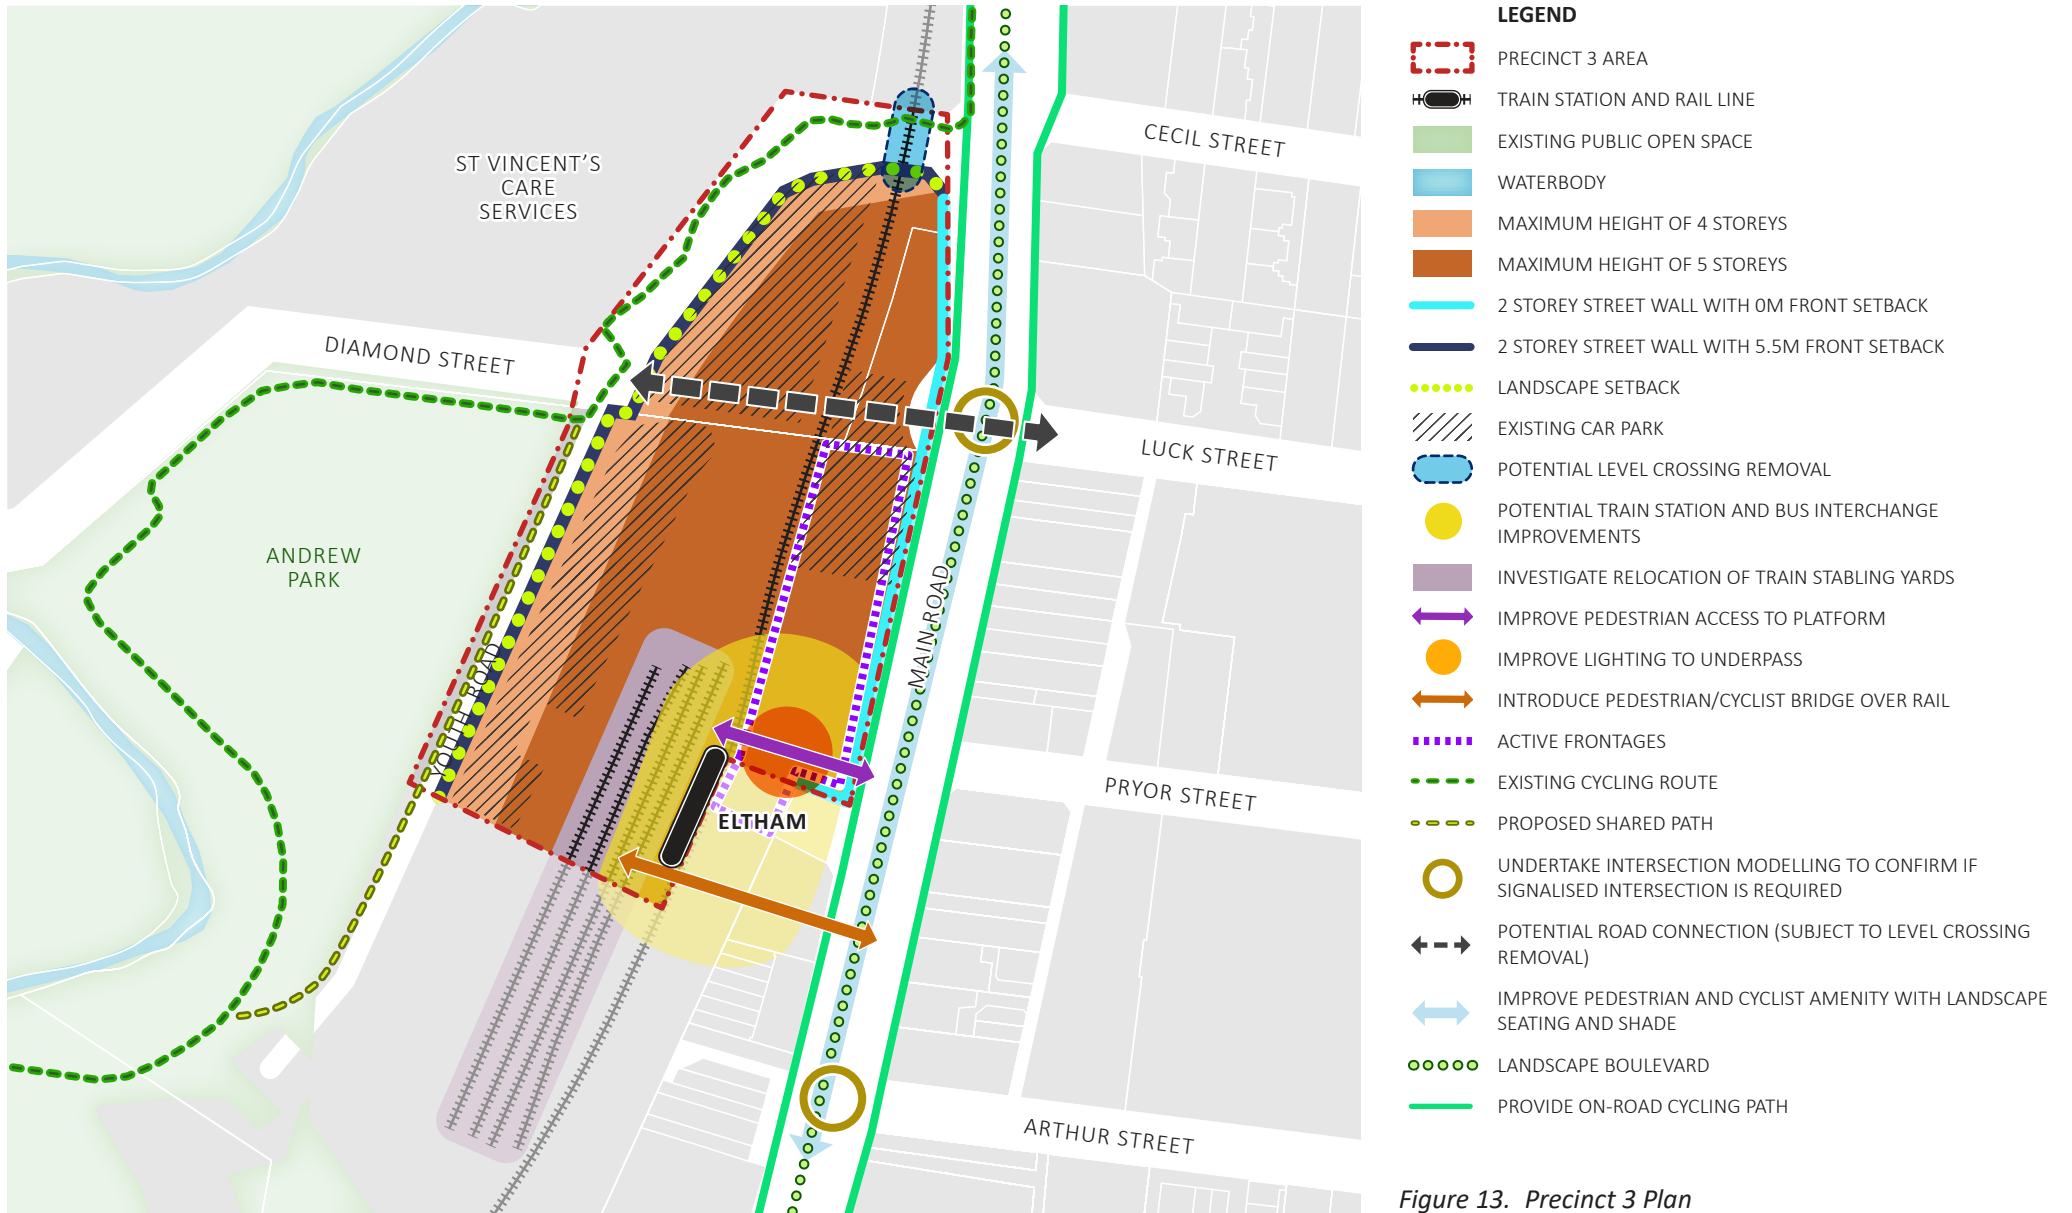 ST VINCENT'S
CARE
SERVICES
CECIL STREET
DIAMOND STREET
LUCK STREET
ANDREW
PARK
MAIN ROAD
YOUTH ROAD
PRYOR STREET
ELTHAM
ARTHUR STREET
LEGEND
PRECINCT 3 AREA
TRAIN STATION AND RAIL LINE
EXISTING PUBLIC OPEN SPACE
WATERBODY
MAXIMUM HEIGHT OF 4 STOREYS
MAXIMUM HEIGHT OF 5 STOREYS
2 STOREY STREET WALL WITH 0M FRONT SETBACK
2 STOREY STREET WALL WITH 5.5M FRONT SETBACK
LANDSCAPE SETBACK
EXISTING CAR PARK
POTENTIAL LEVEL CROSSING REMOVAL
POTENTIAL TRAIN STATION AND BUS INTERCHANGE
IMPROVEMENTS
INVESTIGATE RELOCATION OF TRAIN STABLING YARDS
IMPROVE PEDESTRIAN ACCESS TO PLATFORM
IMPROVE LIGHTING TO UNDERPASS
INTRODUCE PEDESTRIAN/CYCLIST BRIDGE OVER RAIL
ACTIVE FRONTAGES
EXISTING CYCLING ROUTE
PROPOSED SHARED PATH
UNDERTAKE INTERSECTION MODELLING TO CONFIRM IF
SIGNALISED INTERSECTION IS REQUIRED
POTENTIAL ROAD CONNECTION (SUBJECT TO LEVEL CROSSING
REMOVAL)
IMPROVE PEDESTRIAN AND CYCLIST AMENITY WITH LANDSCAPE
SEATING AND SHADE
LANDSCAPE BOULEVARD
PROVIDE ON-ROAD CYCLING PATH
Figure 13. Precinct 3 Plan